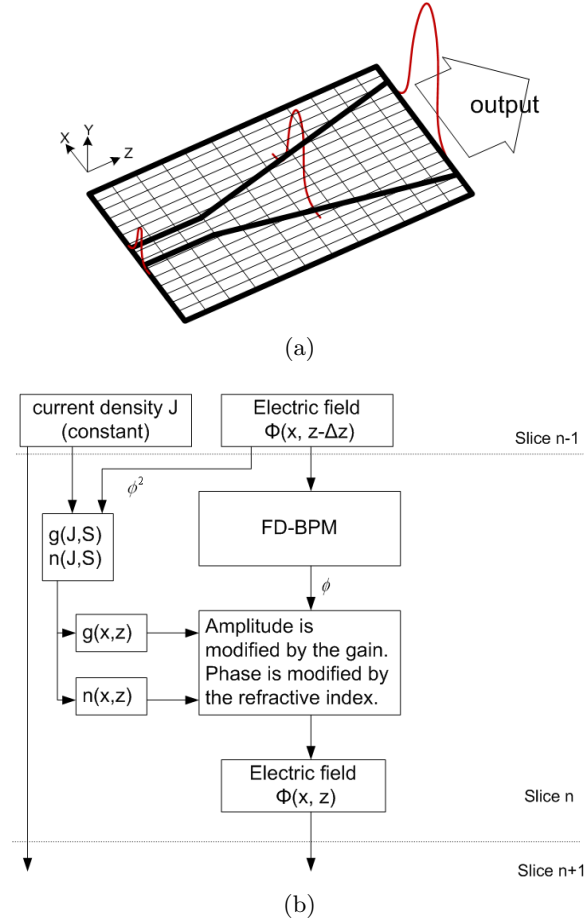 X
Y
Z
output
(a)
current density J
(constant)
Electric field
Φ(x, z-Δz)
Slice n-1
ϕ²
g(J,S)
n(J,S)
FD-BPM
ϕ
g(x,z)
n(x,z)
Amplitude is
modified by the gain.
Phase is modified by
the refractive index.
Electric field
Φ(x, z)
Slice n
Slice n+1
(b)